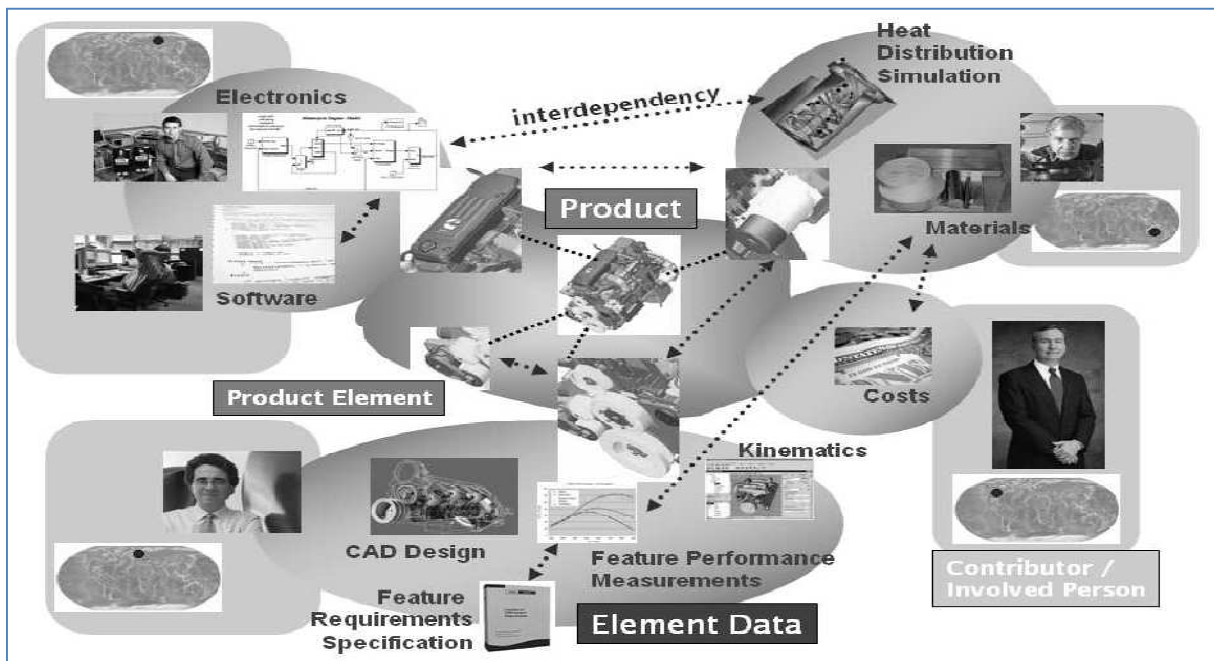 Heat
Distribution
Simulation
Electronics
interdependency
Product
Materials
Software
Product Element
Costs
Kinematics
CAD Design
Feature Performance
Measurements
Contributor /
Involved Person
Feature
Requirements
Specification
Element Data